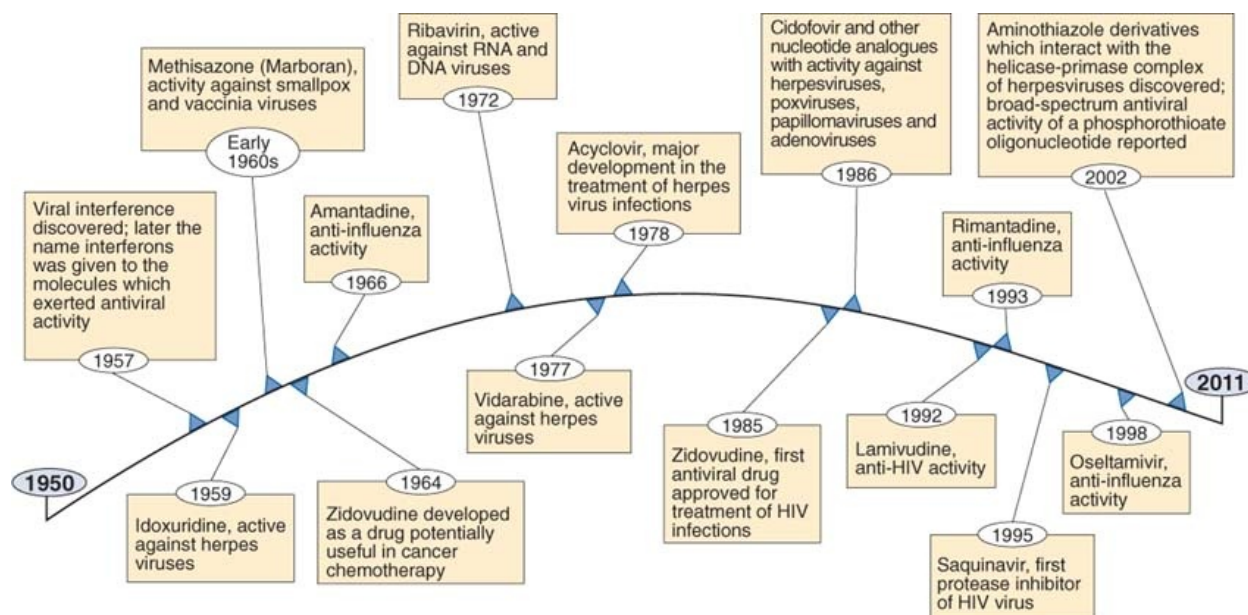 1950
Viral interference
discovered; later the
name interferons
was given to the
molecules which
exerted antiviral
activity
1957
Idoxuridine, active
against herpes
viruses
1959
Methisazone (Marboran),
activity against smallpox
and vaccinia viruses
Early
1960s
Zidovudine developed
as a drug potentially
useful in cancer
chemotherapy
1964
Amantadine,
anti-influenza
activity
1966
Ribavirin, active
against RNA and
DNA viruses
1972
1977
Vidarabine, active
against herpes
viruses
Acyclovir, major
development in the
treatment of herpes
virus infections
1978
1985
Zidovudine, first
antiviral drug
approved for
treatment of HIV
infections
Cidofovir and other
nucleotide analogues
with activity against
herpesviruses,
poxviruses,
papillomaviruses and
adenoviruses
1986
1992
Lamivudine,
anti-HIV activity
Rimantadine,
anti-influenza
activity
1993
1995
Saquinavir, first
protease inhibitor
of HIV virus
1998
Oseltamivir,
anti-influenza
activity
Aminothiazole derivatives
which interact with the
helicase-primase complex
of herpesviruses discovered;
broad-spectrum antiviral
activity of a phosphorothioate
oligonucleotide reported
2002
2011